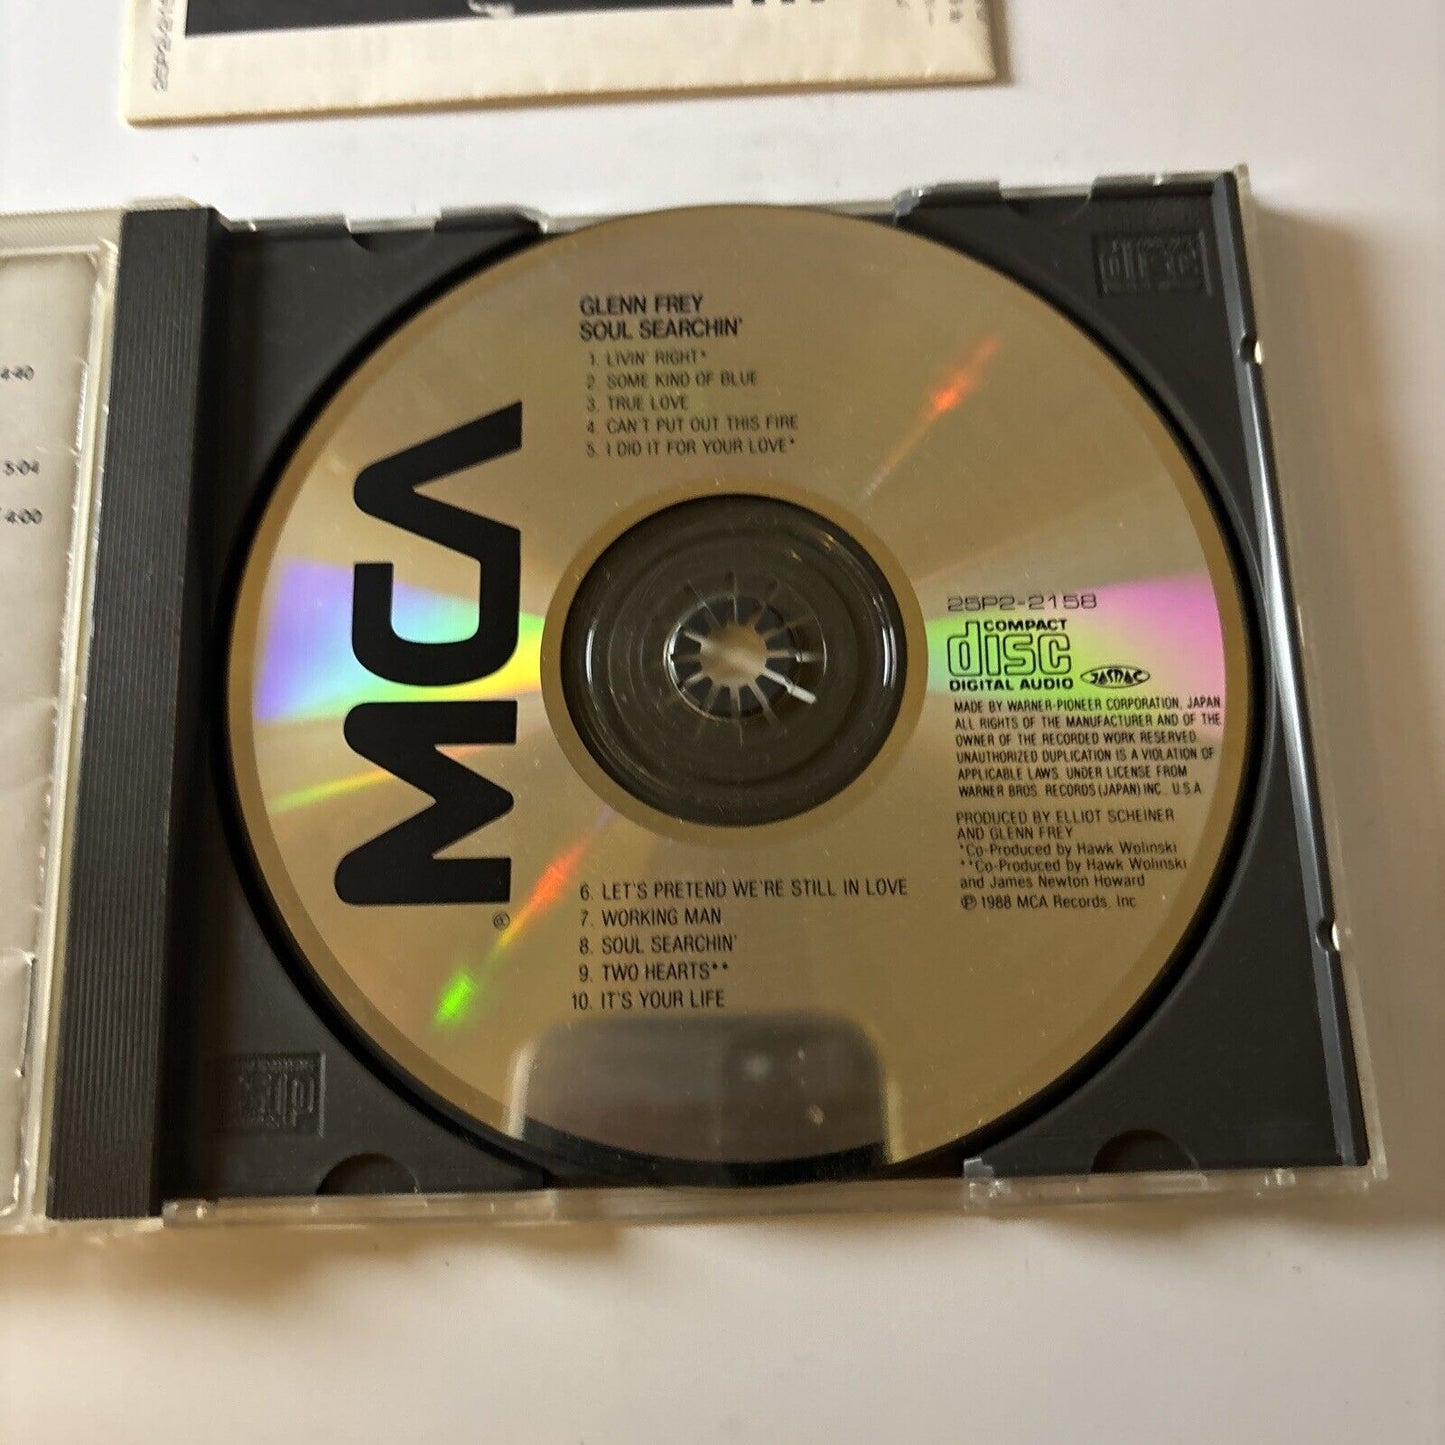 4:40
5:04
4:00
disc
GLENN FREY
SOUL SEARCHIN'
1. LIVIN' RIGHT*
2. SOME KIND OF BLUE
3. TRUE LOVE
4. CAN'T PUT OUT THIS FIRE
5. I DID IT FOR YOUR LOVE*
MCA
®
25P2-2158
COMPACT
disc
DIGITAL AUDIO
JASRAC
MADE BY WARNER-PIONEER CORPORATION, JAPAN
ALL RIGHTS OF THE MANUFACTURER AND OF THE
OWNER OF THE RECORDED WORK RESERVED.
UNAUTHORIZED DUPLICATION IS A VIOLATION OF
APPLICABLE LAWS. UNDER LICENSE FROM
WARNER BROS. RECORDS (JAPAN) INC., U.S.A.
PRODUCED BY ELLIOT SCHEINER
AND GLENN FREY
*Co-Produced by Hawk Wolinski
**Co-Produced by Hawk Wolinski
and James Newton Howard
℗ 1988 MCA Records, Inc
6. LET'S PRETEND WE'RE STILL IN LOVE
7. WORKING MAN
8. SOUL SEARCHIN'
9. TWO HEARTS**
10. IT'S YOUR LIFE
disc